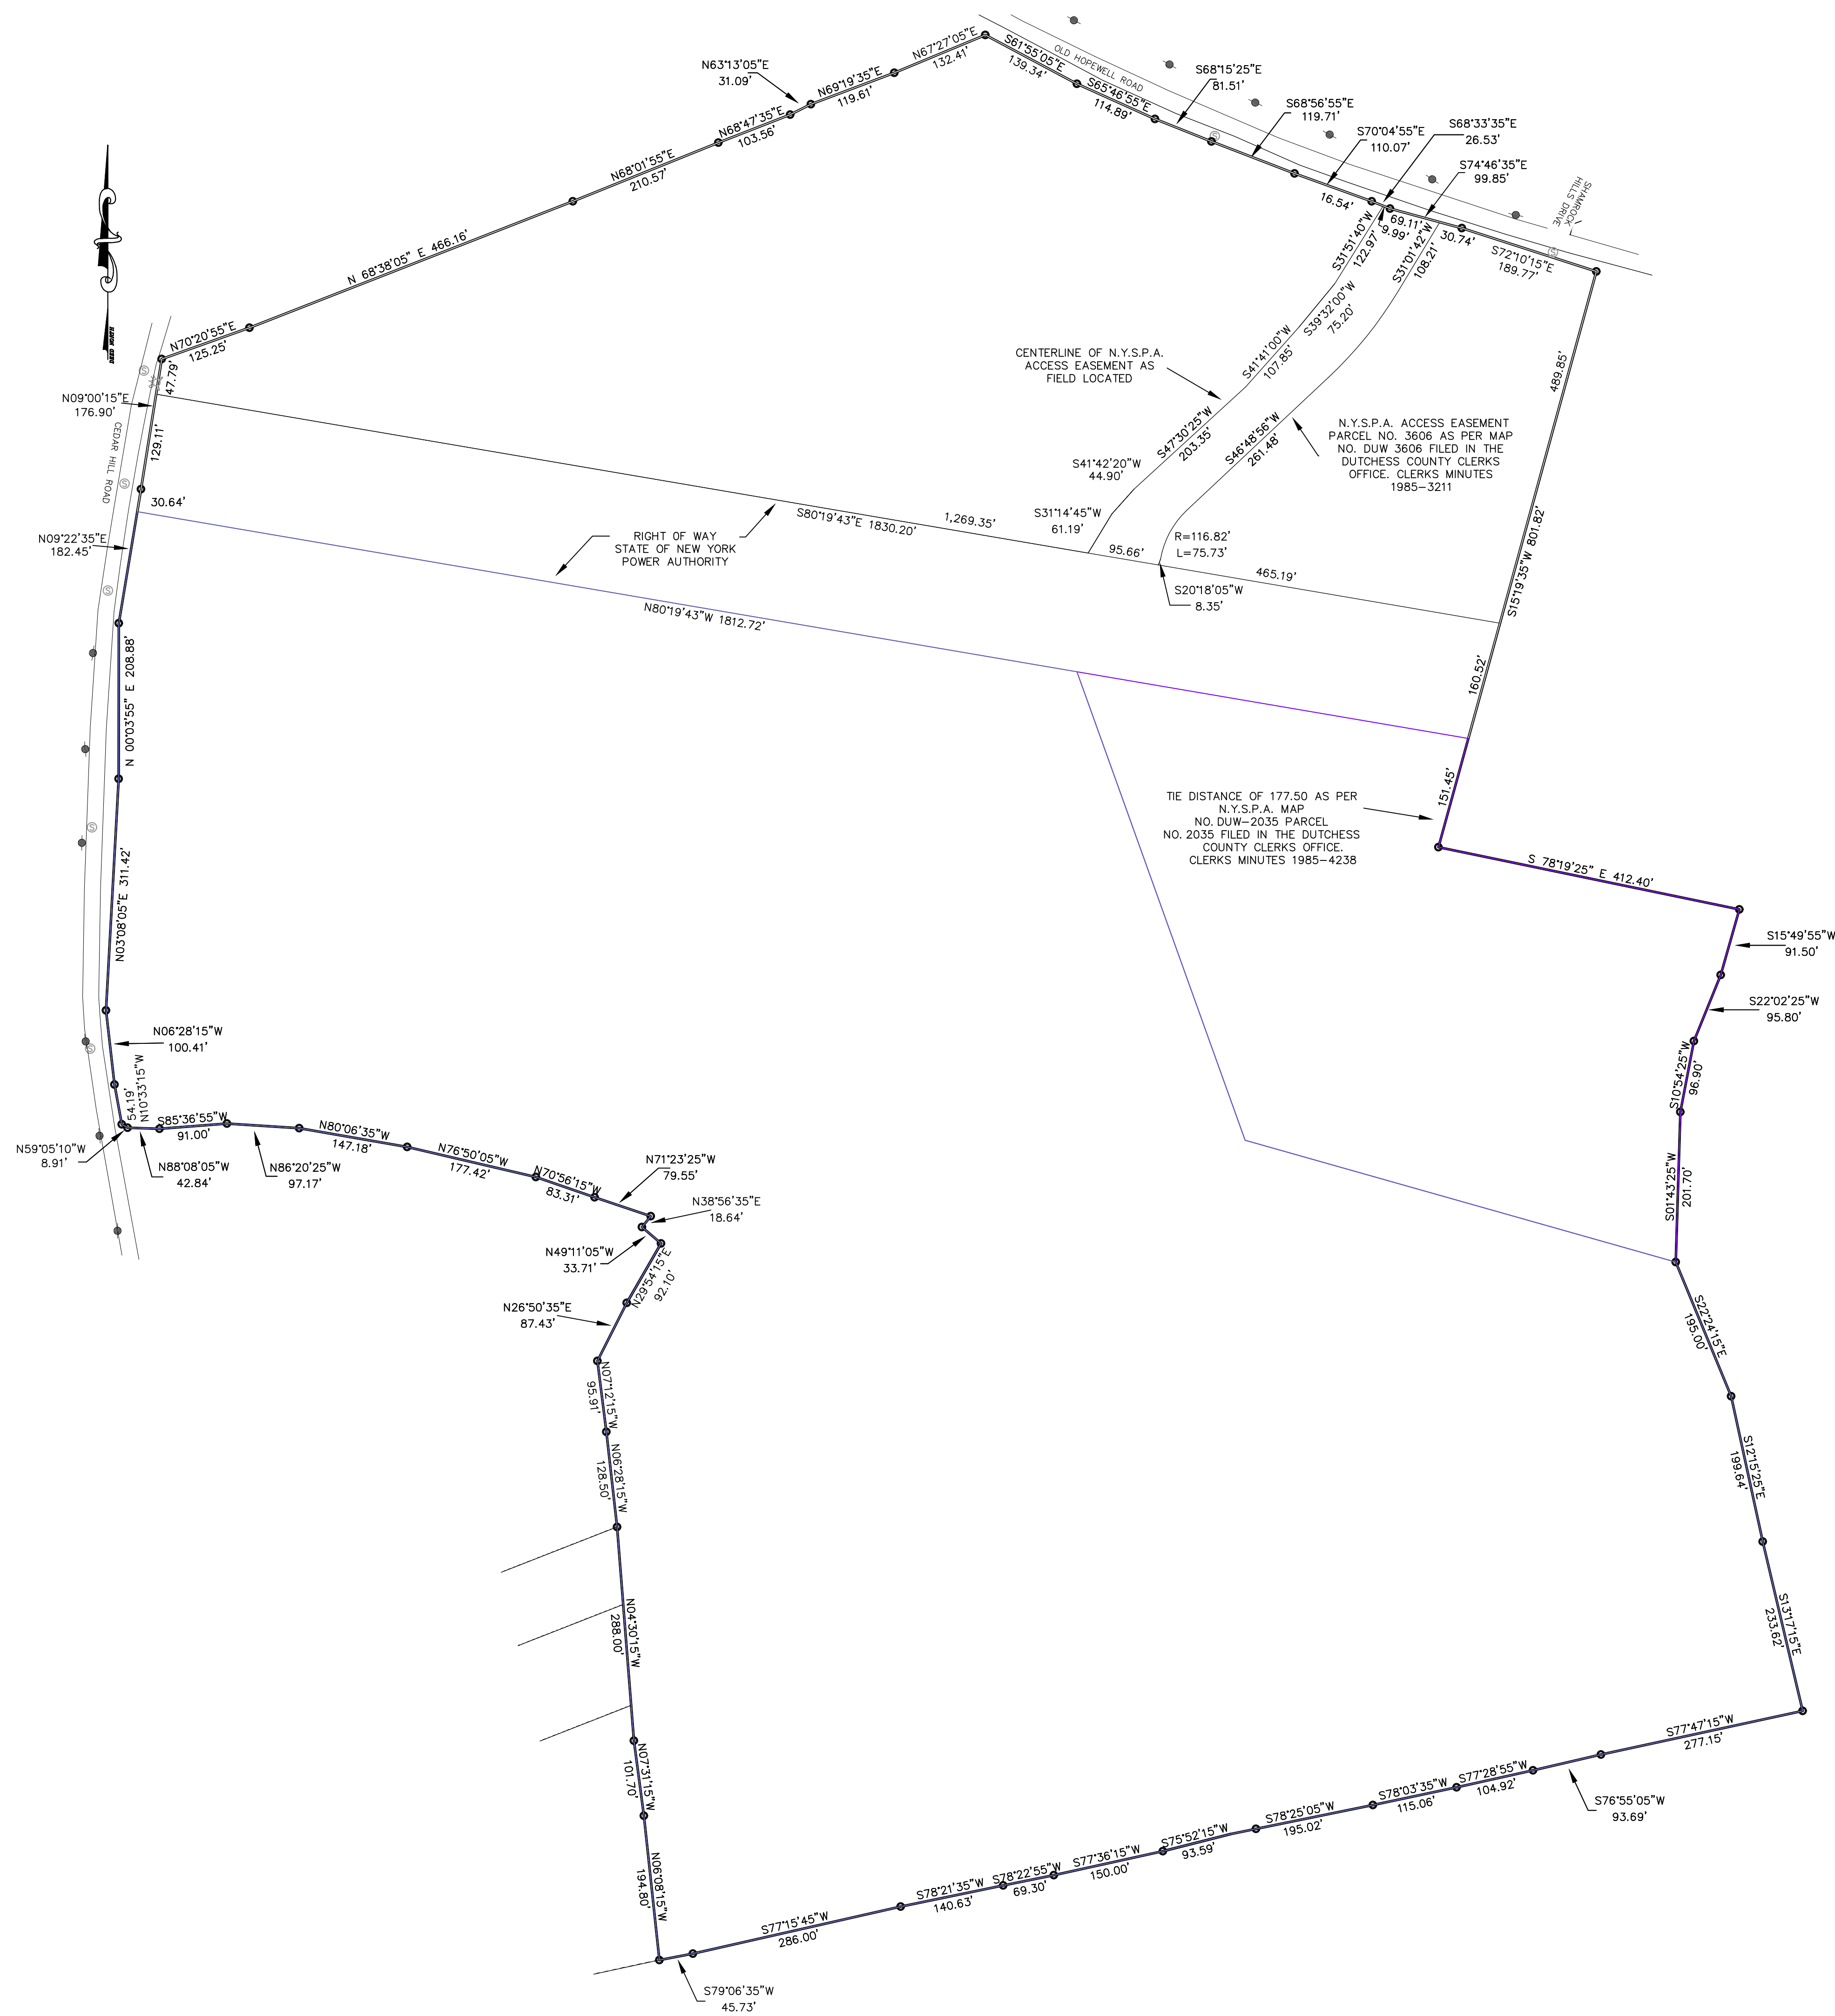 N67°27'05"E
132.41'
S61°55'05"E
139.34'
OLD HOPEWELL ROAD
N63°13'05"E
31.09'
N69°19'35"E
119.61'
S65°46'55"E
114.89'
S68°15'25"E
81.51'
S68°56'55"E
119.71'
S70°04'55"E
110.07'
S68°33'35"E
26.53'
S74°46'35"E
99.85'
SHAMROCK
HILLS DRIVE
N68°47'35"E
103.56'
N68°01'55"E
210.57'
16.54'
9.99'
69.11'
30.74'
S72°10'15"E
189.77'
N 68°38'05" E 466.16'
S31°51'40"W
122.97'
S31°01'42"W
108.21'
S39°32'00"W
75.20'
N70°20'55"E
125.25'
47.79'
N09°00'15"E
176.90'
CEDAR HILL ROAD
129.11'
CENTERLINE OF N.Y.S.P.A.
ACCESS EASEMENT AS
FIELD LOCATED
S41°41'00"W
107.85'
489.85'
N.Y.S.P.A. ACCESS EASEMENT
PARCEL NO. 3606 AS PER MAP
NO. DUW 3606 FILED IN THE
DUTCHESS COUNTY CLERKS
OFFICE. CLERKS MINUTES
1985–3211
S47°30'25"W
203.35'
S46°48'56"W
261.48'
S41°42'20"W
44.90'
S31°14'45"W
61.19'
30.64'
N09°22'35"E
182.45'
RIGHT OF WAY
STATE OF NEW YORK
POWER AUTHORITY
S80°19'43"E 1830.20'
1,269.35'
95.66'
R=116.82'
L=75.73'
465.19'
S20°18'05"W
8.35'
S15°19'35"W 801.82'
N80°19'43"W 1812.72'
N 00°03'55" E 208.88'
160.52'
151.45'
TIE DISTANCE OF 177.50 AS PER
N.Y.S.P.A. MAP
NO. DUW–2035 PARCEL
NO. 2035 FILED IN THE DUTCHESS
COUNTY CLERKS OFFICE.
CLERKS MINUTES 1985–4238
N03°08'05"E 311.42'
S 78°19'25" E 412.40'
S15°49'55"W
91.50'
S22°02'25"W
95.80'
S10°54'25"W
96.90'
S01°43'25"W
201.70'
N06°28'15"W
100.41'
54.19'
N10°33'15"W
N59°05'10"W
8.91'
N88°08'05"W
42.84'
S85°36'55"W
91.00'
N86°20'25"W
97.17'
N80°06'35"W
147.18'
N76°50'05"W
177.42'
N70°56'15"W
83.31'
N71°23'25"W
79.55'
N38°56'35"E
18.64'
N49°11'05"W
33.71'
N29°54'15"E
92.10'
N26°50'35"E
87.43'
S22°24'15"E
195.00'
N07°12'15"W
95.91'
N06°28'15"W
128.50'
S12°15'25"E
199.64'
N04°30'15"W
288.00'
S13°17'15"E
233.62'
N07°31'15"W
101.70'
N06°08'15"W
194.80'
S77°47'15"W
277.15'
S76°55'05"W
93.69'
S77°28'55"W
104.92'
S78°03'35"W
115.06'
S78°25'05"W
195.02'
S75°52'15"W
93.59'
S77°36'15"W
150.00'
S78°22'55"W
69.30'
S78°21'35"W
140.63'
S77°15'45"W
286.00'
S79°06'35"W
45.73'